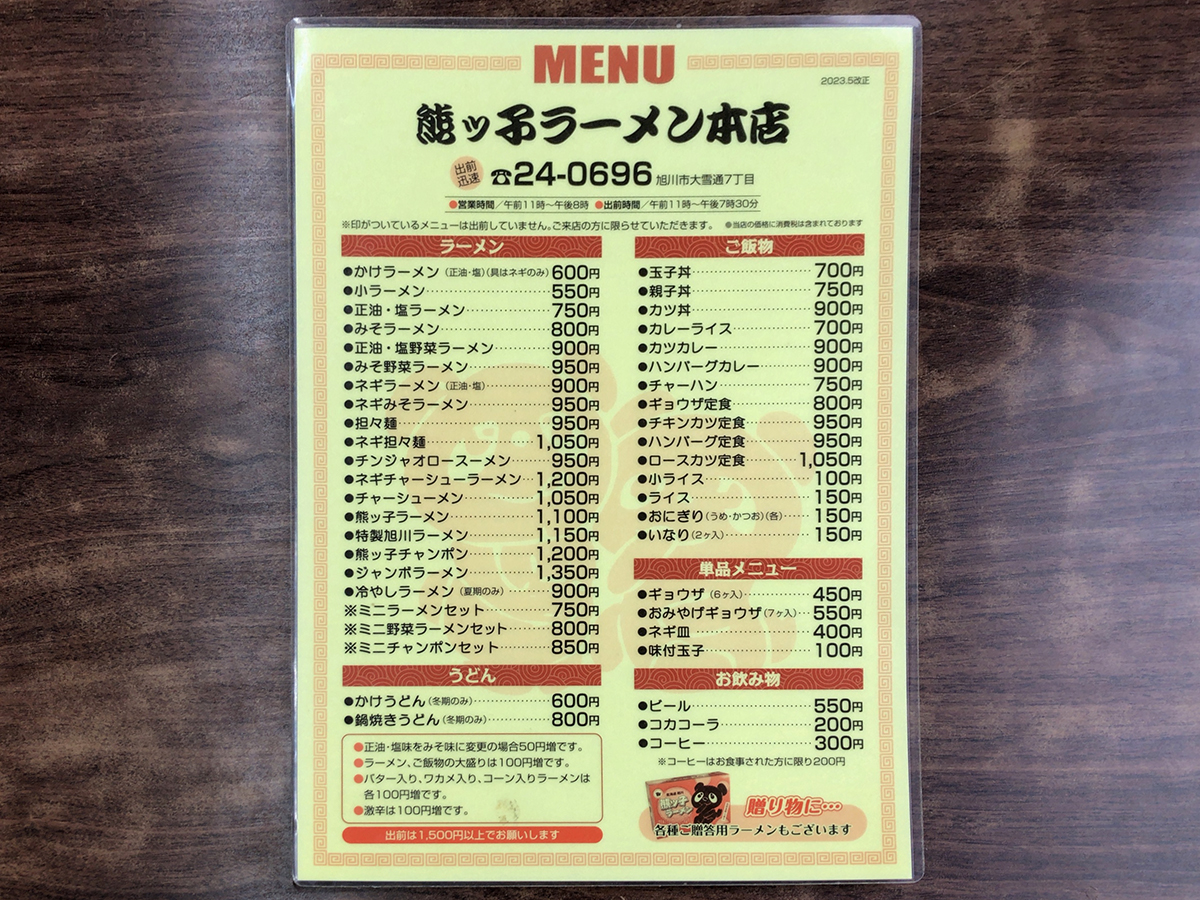 MENU
2023.5改正
熊ッ子ラーメン本店
出前迅速
☎24-0696 旭川市大雪通7丁目
●営業時間／午前11時〜午後8時 ●出前時間／午前11時〜午後7時30分
※印がついているメニューは出前していません。ご来店の方に限らせていただきます。 ※当店の価格に消費税は含まれております
ラーメン
●かけラーメン（正油・塩）（具はネギのみ）600円
●小ラーメン 550円
●正油・塩ラーメン 750円
●みそラーメン 800円
●正油・塩野菜ラーメン 900円
●みそ野菜ラーメン 950円
●ネギラーメン（正油・塩） 900円
●ネギみそラーメン 950円
●担々麺 950円
●ネギ担々麺 1,050円
●チンジャオロースーメン 950円
●ネギチャーシューラーメン 1,200円
●チャーシューメン 1,050円
●熊ッ子ラーメン 1,100円
●特製旭川ラーメン 1,150円
●熊ッ子チャンポン 1,200円
●ジャンボラーメン 1,350円
●冷やしラーメン（夏期のみ） 900円
※ミニラーメンセット 750円
※ミニ野菜ラーメンセット 800円
※ミニチャンポンセット 850円
うどん
●かけうどん（冬期のみ） 600円
●鍋焼きうどん（冬期のみ） 800円
●正油・塩味をみそ味に変更の場合50円増です。
●ラーメン、ご飯物の大盛りは100円増です。
●バター入り、ワカメ入り、コーン入りラーメンは
各100円増です。
●激辛は100円増です。
出前は1,500円以上でお願いします
ご飯物
●玉子丼 700円
●親子丼 750円
●カツ丼 900円
●カレーライス 700円
●カツカレー 900円
●ハンバーグカレー 900円
●チャーハン 750円
●ギョウザ定食 800円
●チキンカツ定食 950円
●ハンバーグ定食 950円
●ロースカツ定食 1,050円
●小ライス 100円
●ライス 150円
●おにぎり（うめ・かつお）（各） 150円
●いなり（2ヶ入） 150円
単品メニュー
●ギョウザ（6ヶ入） 450円
●おみやげギョウザ（7ヶ入） 550円
●ネギ皿 400円
●味付玉子 100円
お飲み物
●ビール 550円
●コカコーラ 200円
●コーヒー 300円
※コーヒーはお食事された方に限り200円
熊ッ子
ラーメン
贈り物に…
各種ご贈答用ラーメンもございます